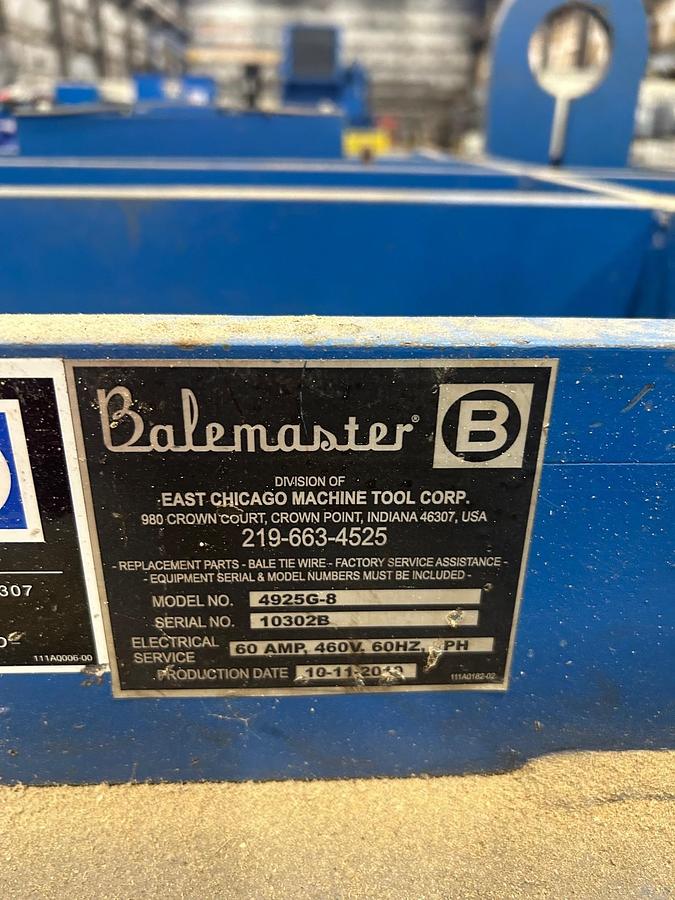 Balemaster®
B
DIVISION OF
EAST CHICAGO MACHINE TOOL CORP.
980 CROWN COURT, CROWN POINT, INDIANA 46307, USA
219-663-4525
REPLACEMENT PARTS - BALE TIE WIRE - FACTORY SERVICE ASSISTANCE -
- EQUIPMENT SERIAL & MODEL NUMBERS MUST BE INCLUDED -
MODEL NO. 4925G-8
SERIAL NO. 10302B
ELECTRICAL SERVICE 60 AMP, 460V. 60HZ, PH
PRODUCTION DATE
111A0182-02
307
111A0006-00